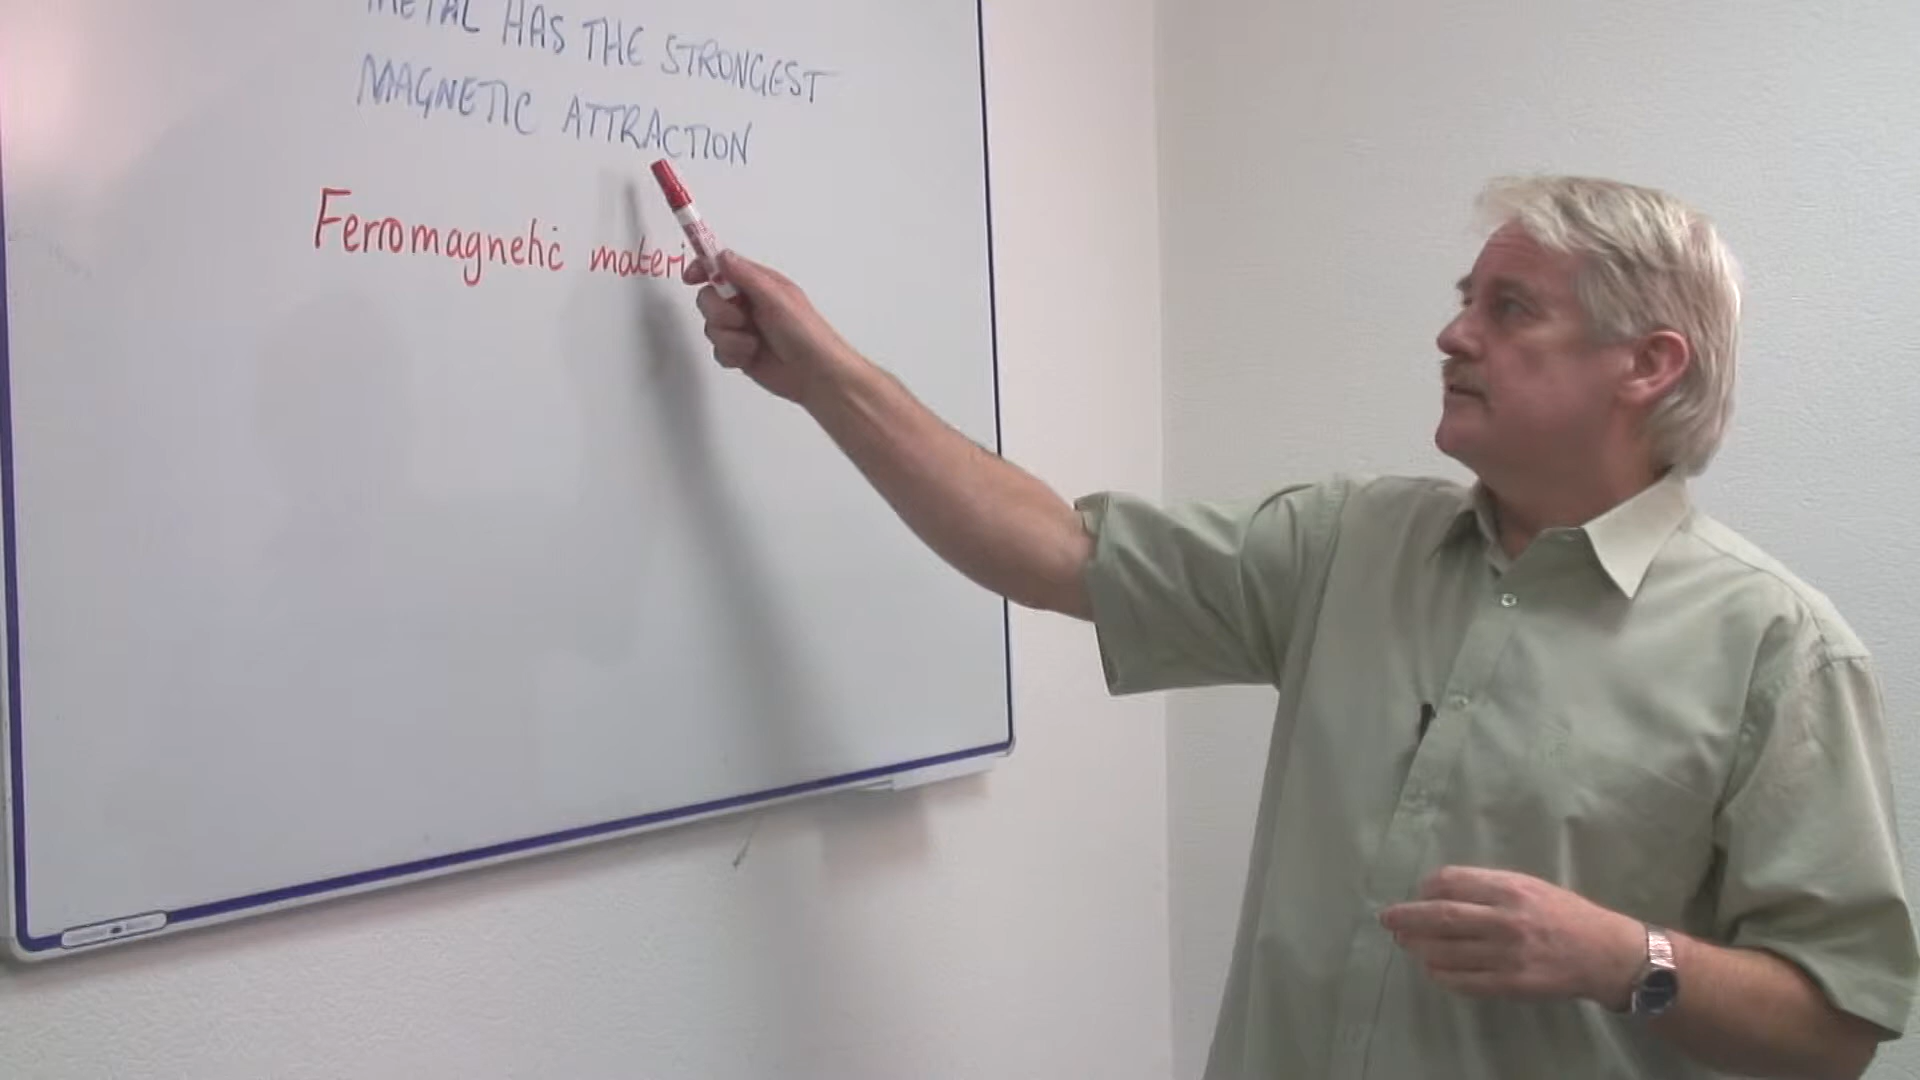 METAL HAS THE STRONGEST
MAGNETIC ATTRACTION
Ferromagnetic materi